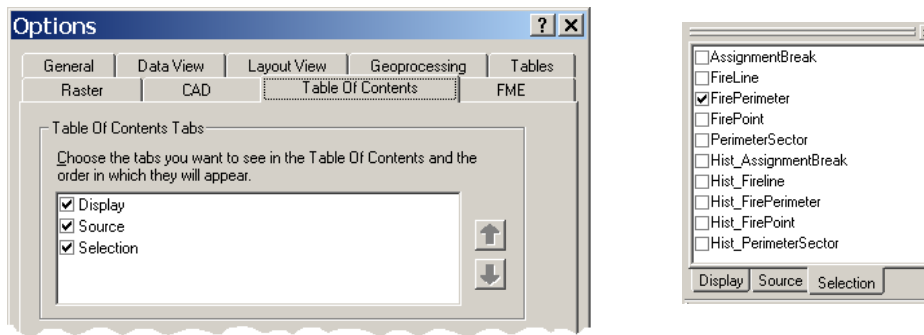 Options
General Data View Layout View Geoprocessing Tables
Raster CAD Table Of Contents FME
Table Of Contents Tabs
Choose the tabs you want to see in the Table Of Contents and the
order in which they will appear.
Display
Source
Selection
AssignmentBreak
FireLine
FirePerimeter
FirePoint
PerimeterSector
Hist_AssignmentBreak
Hist_Fireline
Hist_FirePerimeter
Hist_FirePoint
Hist_PerimeterSector
Display Source Selection